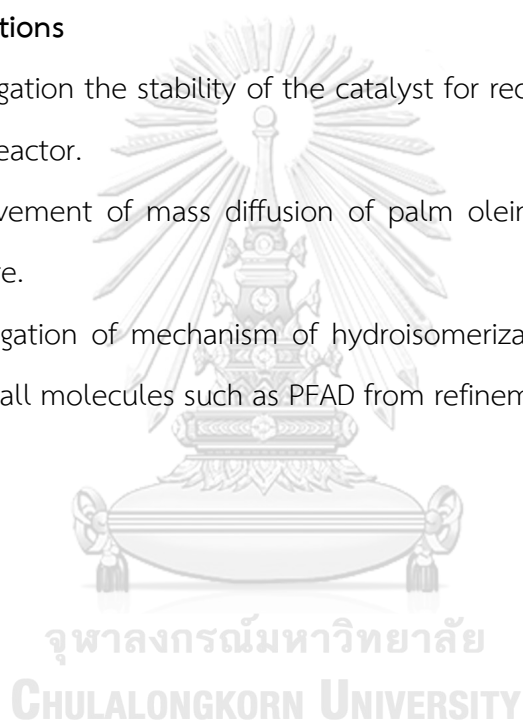 tions
gation the stability of the catalyst for rec
eactor.
vement of mass diffusion of palm olein
e.
gation of mechanism of hydroisomeriza
all molecules such as PFAD from refinem
จุฬาลงกรณ์มหาวิทยาลัย
CHULALONGKORN UNIVERSITY